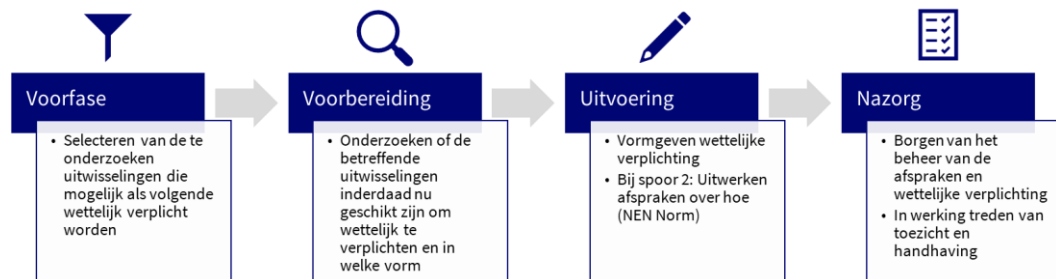 Voorfase
• Selecteren van de te
onderzoeken
uitwisselingen die
mogelijk als volgende
wettelijk verplicht
worden
Voorbereiding
• Onderzoeken of de
betreffende
uitwisselingen
inderdaad nu
geschikt zijn om
wettelijk te
verplichten en in
welke vorm
Uitvoering
• Vormgeven wettelijke
verplichting
• Bij spoor 2: Uitwerken
afspraken over hoe
(NEN Norm)
Nazorg
• Borgen van het
beheer van de
afspraken en
wettelijke verplichting
• In werking treden van
toezicht en
handhaving